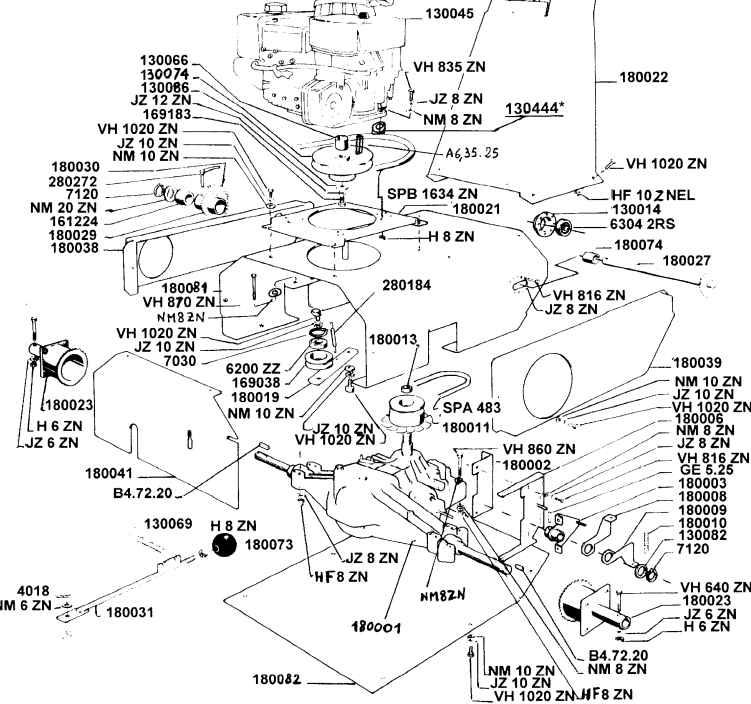 130045
130066
130074
130066
JZ 12 ZN
169183
VH 1020 ZN
JZ 10 ZN
NM 10 ZN
180030
280272
7120
NM 20 ZN
161224
180029
180038
VH 835 ZN
JZ 8 ZN
NM 8 ZN
130444*
A6,35.25
180022
VH 1020 ZN
HF 10 ZNEL
130014
6304 2RS
180074
180027
SPB 1634 ZN
180021
H 8 ZN
180081
VH 870 ZN
NM8ZN
280184
VH 816 ZN
JZ 8 ZN
VH 1020 ZN
JZ 10 ZN
7030
180013
6200 ZZ
169038
180019
NM 10 ZN
180023
H 6 ZN
JZ 6 ZN
JZ 10 ZN
VH 1020 ZN
SPA 483
180011
180039
NM 10 ZN
JZ 10 ZN
VH 1020 ZN
180006
NM 8 ZN
JZ 8 ZN
VH 816 ZN
GE 5.25
180003
180008
180009
180010
130082
7120
VH 860 ZN
180002
180041
B4.72.20
130069
H 8 ZN
180073
JZ 8 ZN
HF8 ZN
4018
NM 6 ZN
180031
180001
NM8ZN
VH 640 ZN
180023
JZ 6 ZN
H 6 ZN
B4.72.20
NM 8 ZN
HF8 ZN
NM 10 ZN
JZ 10 ZN
VH 1020 ZN
180082